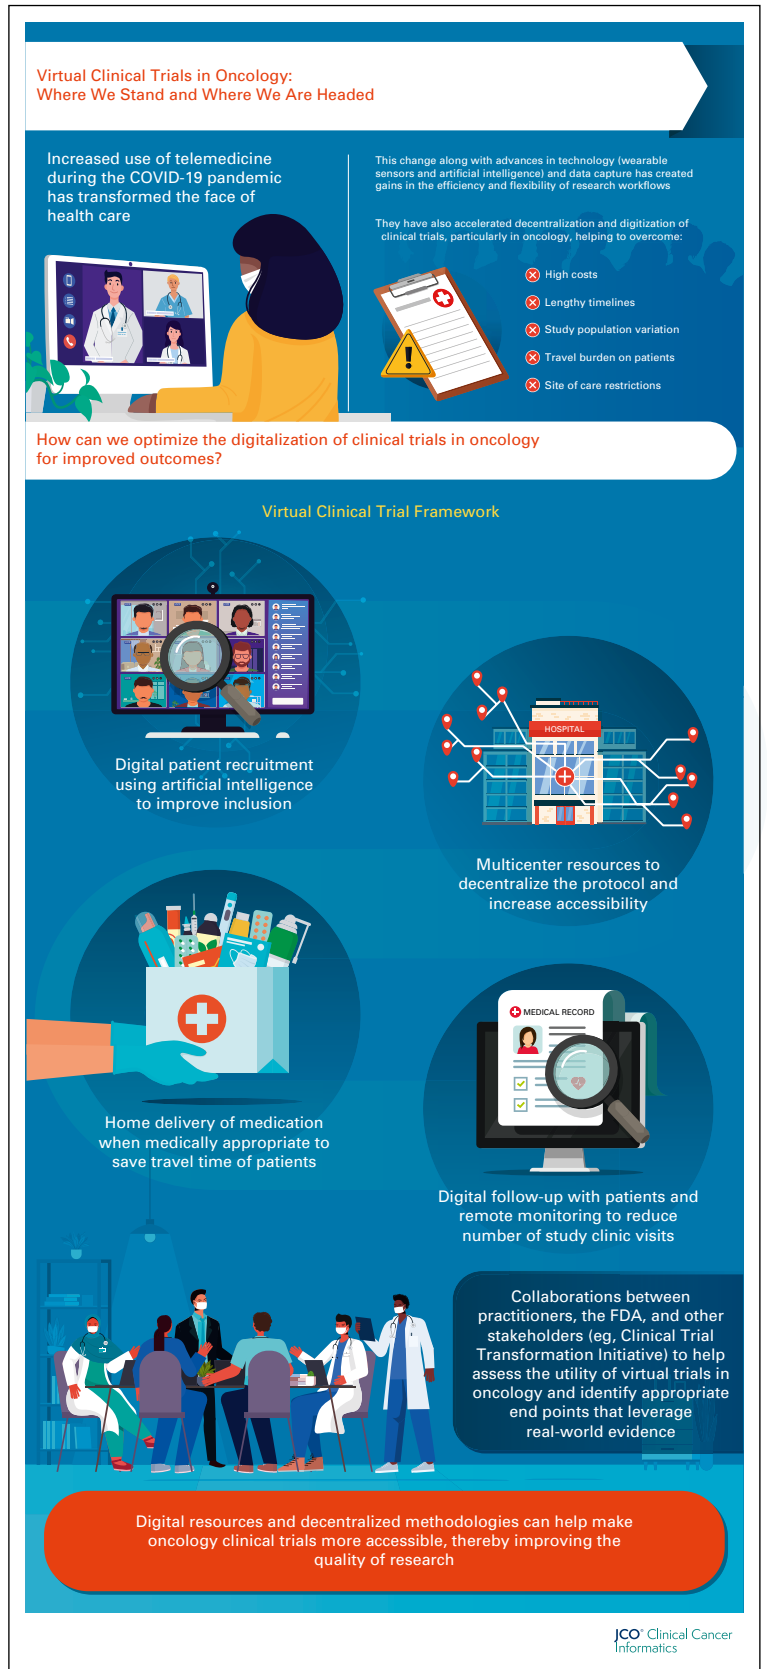 Virtual Clinical Trials in Oncology:
Where We Stand and Where We Are Headed
Increased use of telemedicine
during the COVID-19 pandemic
has transformed the face of
health care
This change along with advances in technology (wearable
sensors and artificial intelligence) and data capture has created
gains in the efficiency and flexibility of research workflows
They have also accelerated decentralization and digitization of
clinical trials, particularly in oncology, helping to overcome:
High costs
Lengthy timelines
Study population variation
Travel burden on patients
Site of care restrictions
How can we optimize the digitalization of clinical trials in oncology
for improved outcomes?
Virtual Clinical Trial Framework
Digital patient recruitment
using artificial intelligence
to improve inclusion
HOSPITAL
Multicenter resources to
decentralize the protocol and
increase accessibility
Home delivery of medication
when medically appropriate to
save travel time of patients
MEDICAL RECORD
Digital follow-up with patients and
remote monitoring to reduce
number of study clinic visits
Collaborations between
practitioners, the FDA, and other
stakeholders (eg, Clinical Trial
Transformation Initiative) to help
assess the utility of virtual trials in
oncology and identify appropriate
end points that leverage
real-world evidence
Digital resources and decentralized methodologies can help make
oncology clinical trials more accessible, thereby improving the
quality of research
JCO® Clinical Cancer
Informatics